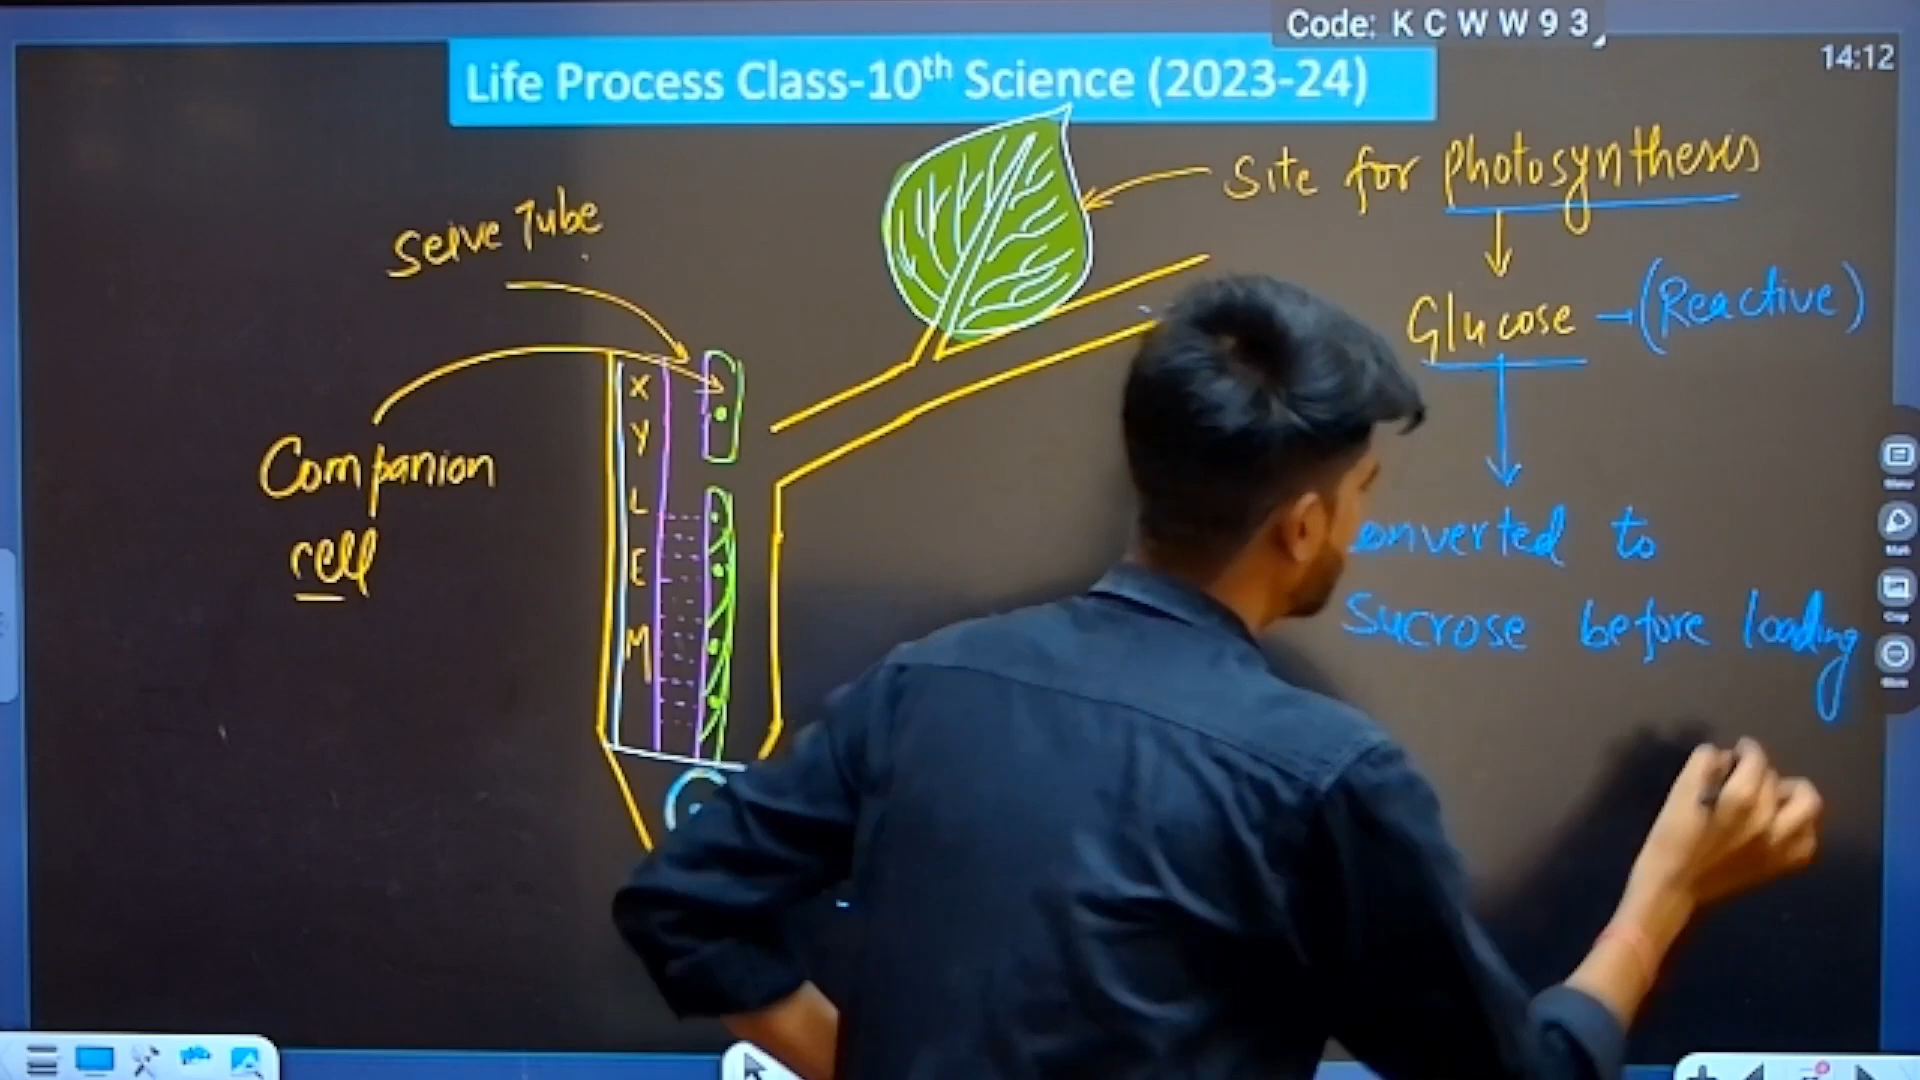 Code: K C W W 9 3
14:12
Life Process Class-10th Science (2023-24)
Site for photosynthesis
Seive Tube
Glucose → (Reactive)
Companion
cell
X
Y
L
E
M
onverted to
Sucrose before loading